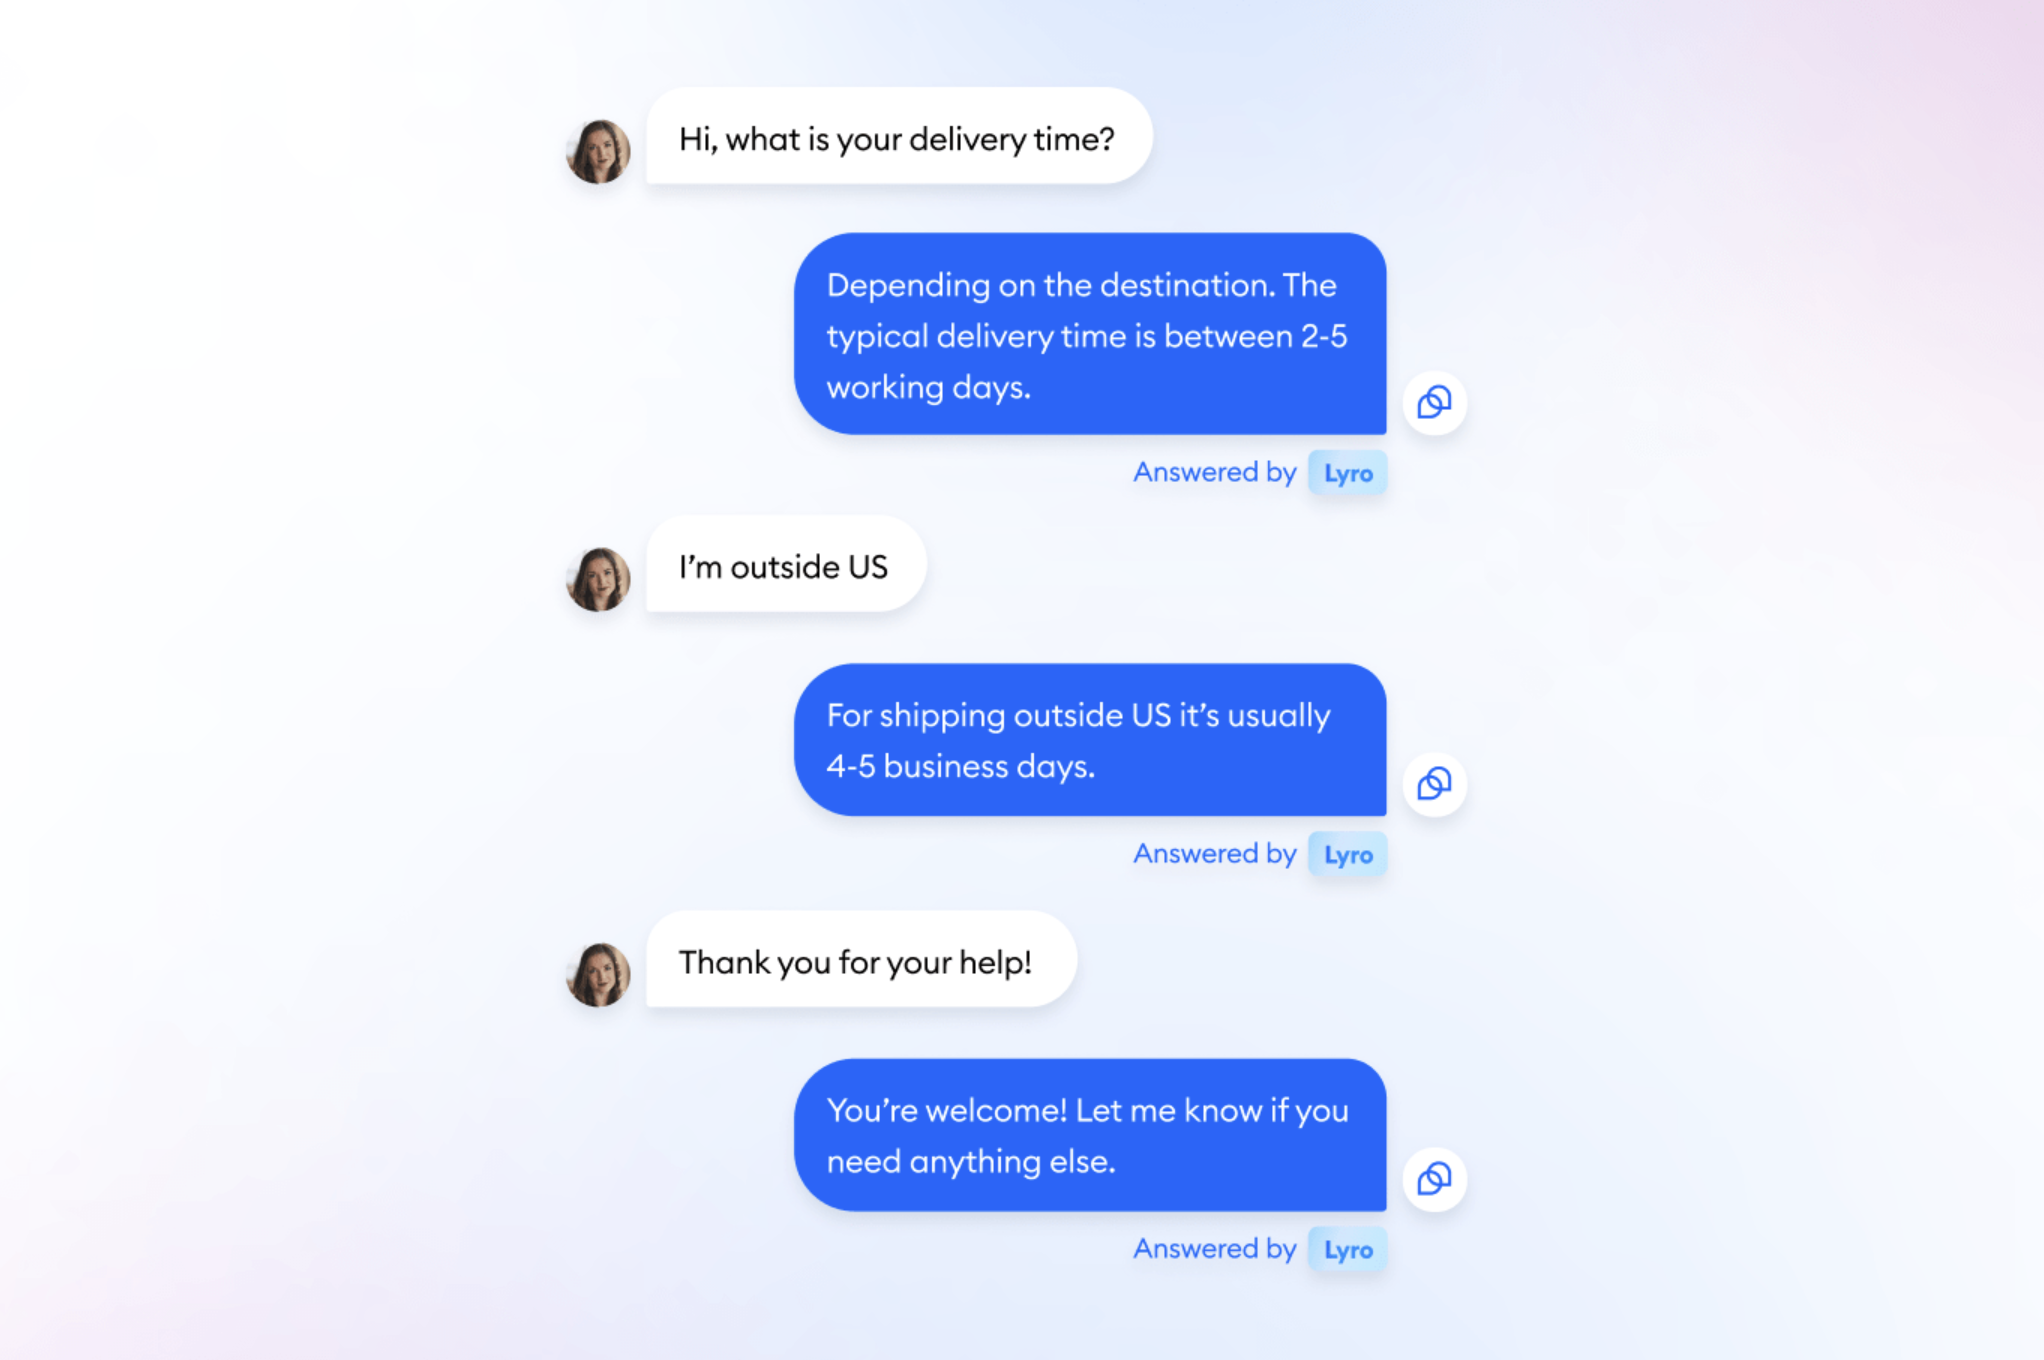 Hi, what is your delivery time?
Depending on the destination. The
typical delivery time is between 2-5
working days.
Answered by Lyro
I’m outside US
For shipping outside US it’s usually
4-5 business days.
Answered by Lyro
Thank you for your help!
You’re welcome! Let me know if you
need anything else.
Answered by Lyro